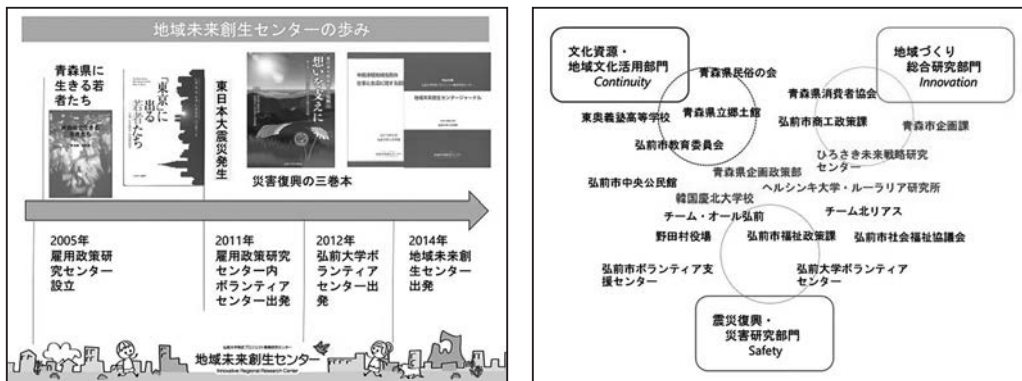 地域未来創生センターの歩み
青森県に
生きる若
者たち
「東京」に
出る
若者たち
東日本大震災発生
想いを支えに
災害復興の三巻本
地域未来創生センタージャーナル
2005年
雇用政策研
究センター
設立
2011年
雇用政策研究
センター内
ボランティア
センター出発
2012年
弘前大学ボ
ランティア
センター出
発
2014年
地域未来創
生センター
出発
地域未来創生センター
Innovative Regional Research Center
文化資源・
地域文化活用部門
Continuity
地域づくり
総合研究部門
Innovation
青森県民俗の会
東奥義塾高等学校
青森県立郷土館
弘前市教育委員会
青森県消費者協会
弘前市商工政策課
青森市企画課
ひろさき未来戦略研究
センター
青森県企画政策部
弘前市中央公民館
ヘルシンキ大学・ルーラリア研究所
韓国慶北大学校
チーム・オール弘前
チーム北リアス
野田村役場
弘前市福祉政策課
弘前市社会福祉協議会
弘前市ボランティア支
援センター
弘前大学ボランティア
センター
震災復興・
災害研究部門
Safety